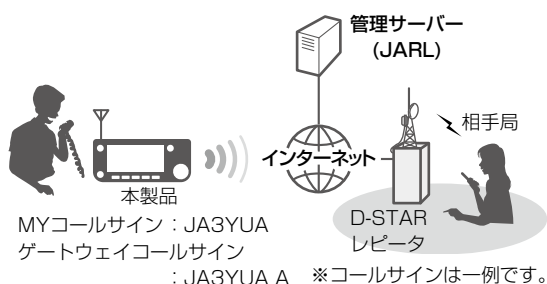 管理サーバー
(JARL)
相手局
インターネット
本製品
MYコールサイン：JA3YUA
ゲートウェイコールサイン
：JA3YUA A
D-STAR
レピータ
※コールサインは一例です。